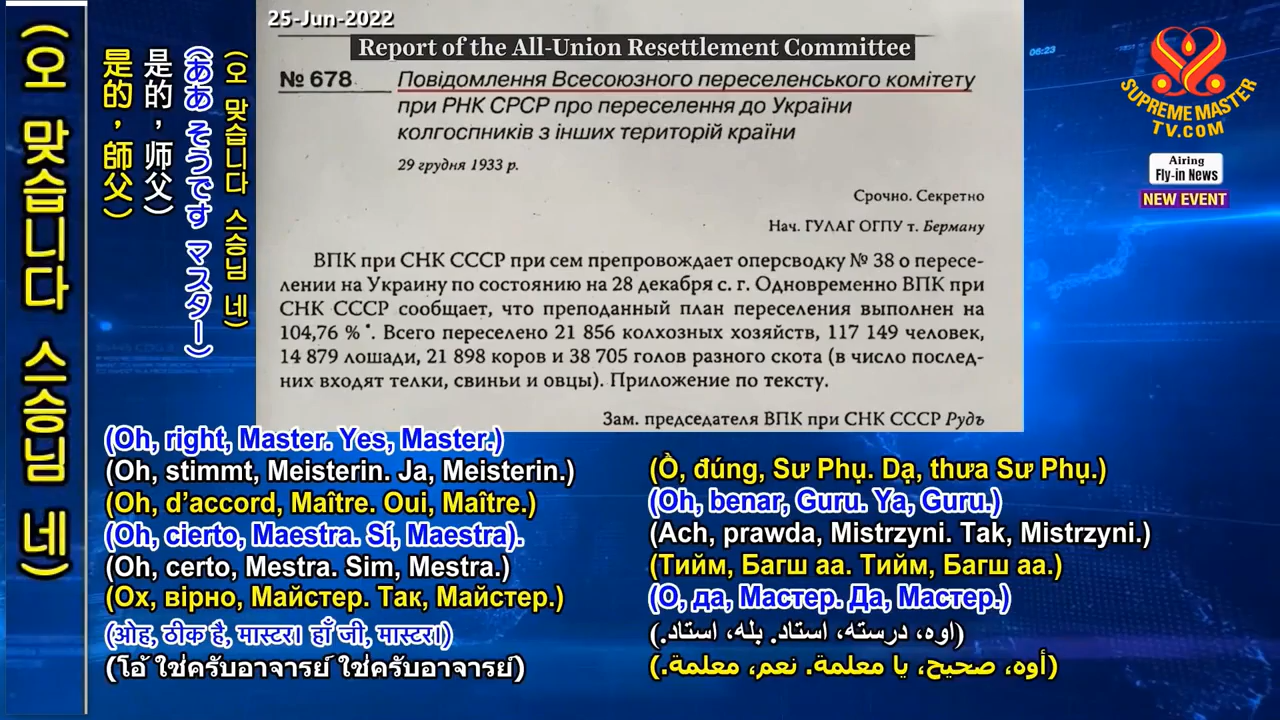 25-Jun-2022
Report of the All-Union Resettlement Committee
№ 678
Повідомлення Всесоюзного переселенського комітету
при РНК СРСР про переселення до України
колгоспників з інших територій країни
29 грудня 1933 р.
Срочно. Секретно
Нач. ГУЛАГ ОГПУ т. Берману
ВПК при СНК СССР при сем препровождает оперсводку № 38 о пересе-
лении на Украину по состоянию на 28 декабря с. г. Одновременно ВПК при
СНК СССР сообщает, что преподанный план переселения выполнен на
104,76 % *. Всего переселено 21 856 колхозных хозяйств, 117 149 человек,
14 879 лошади, 21 898 коров и 38 705 голов разного скота (в число послед-
них входят телки, свиньи и овцы). Приложение по тексту.
Зам. председателя ВПК при СНК СССР Рудь
06:23
SUPREME MASTER
TV.COM
Airing
Fly-in News
NEW EVENT
(오 맞습니다 스승님 네)
(오 맞습니다 스승님 네)
(ああ そうです マスター)
是的，师父)
是的，師父)
(Oh, right, Master. Yes, Master.)
(Oh, stimmt, Meisterin. Ja, Meisterin.)
(Oh, d’accord, Maître. Oui, Maître.)
(Oh, cierto, Maestra. Sí, Maestra).
(Oh, certo, Mestra. Sim, Mestra.)
(Ох, вірно, Майстер. Так, Майстер.)
(ओह, ठीक है, मास्टर। हाँ जी, मास्टर।)
(โอ้ ใช่ครับอาจารย์ ใช่ครับอาจารย์)
(Ồ, đúng, Sư Phụ. Dạ, thưa Sư Phụ.)
(Oh, benar, Guru. Ya, Guru.)
(Ach, prawda, Mistrzyni. Tak, Mistrzyni.)
(Тийм, Багш аа. Тийм, Багш аа.)
(О, да, Мастер. Да, Мастер.)
(اوه، درسته، استاد. بله، استاد.)
(أوه، صحيح، يا معلمة. نعم، معلمة.)